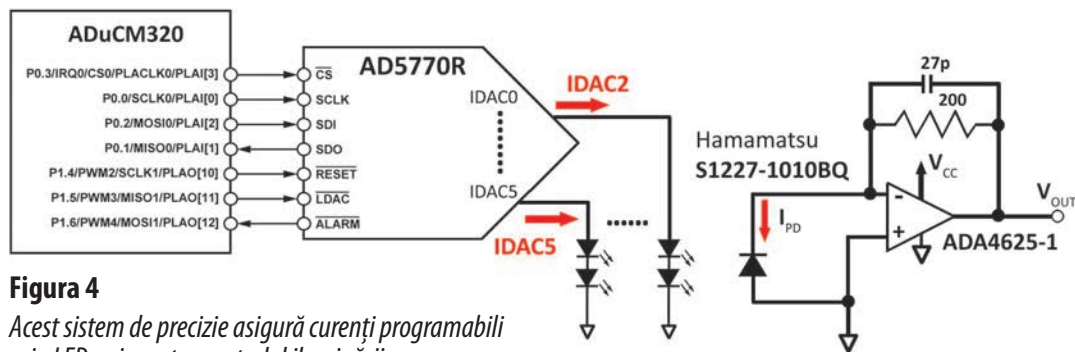 ADuCM320
P0.3/IRQ0/CS0/PLACLK0/PLAI[3]
P0.0/SCLK0/PLAI[0]
P0.2/MOSI0/PLAI[2]
P0.1/MISO0/PLAI[1]
P1.4/PWM2/SCLK1/PLAO[10]
P1.5/PWM3/MISO1/PLAO[11]
P1.6/PWM4/MOSI1/PLAO[12]
AD5770R
CS
SCLK
SDI
SDO
RESET
LDAC
ALARM
IDAC0
IDAC5
IDAC2
IDAC5
27p
200
Hamamatsu
S1227-1010BQ
VCC
IPD
-
+
VOUT
ADA4625-1
Figura 4
Acest sistem de precizie asigură curenți programabili